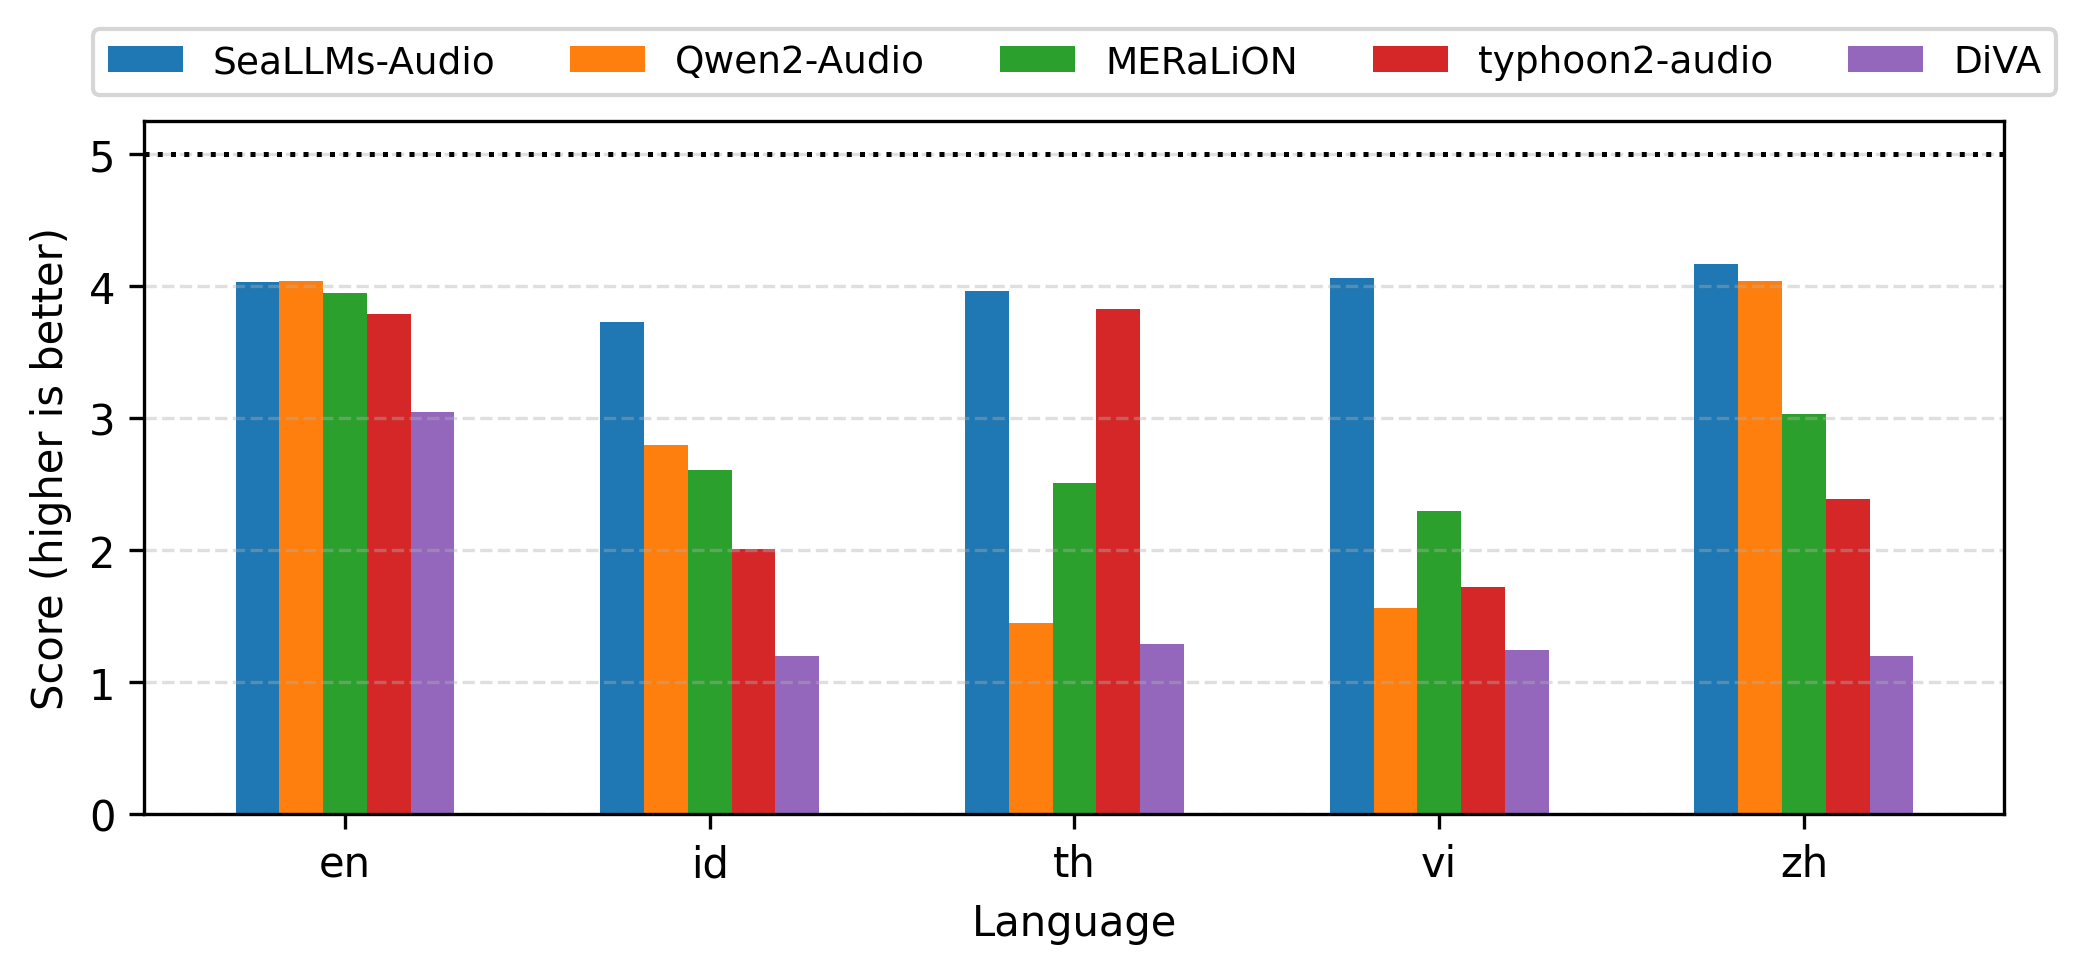 SeaLLMs-Audio Qwen2-Audio MERaLiON typhoon2-audio DiVA
Score (higher is better)
5
4
3
2
1
0
en id th vi zh
Language